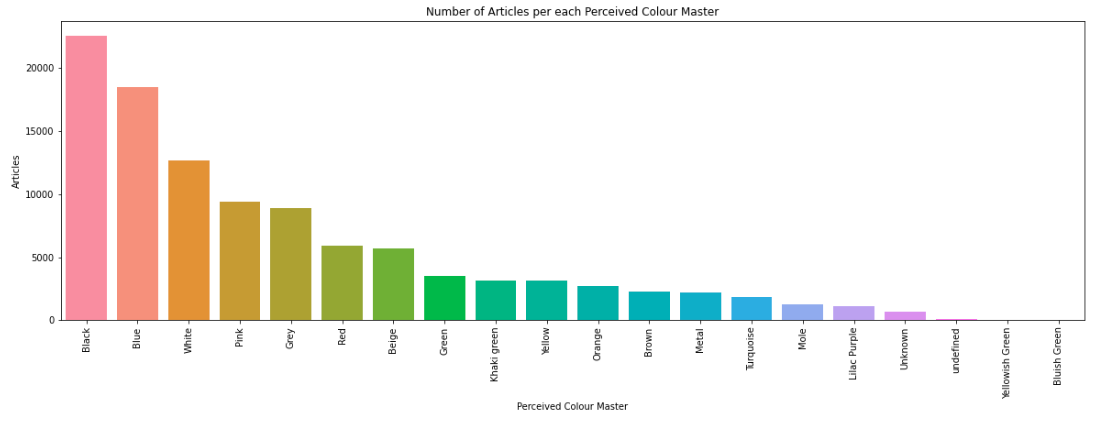 Number of Articles per each Perceived Colour Master
Articles
20000
15000
10000
5000
0
Black
Blue
White
Pink
Grey
Red
Beige
Green
Khaki green
Yellow
Orange
Brown
Metal
Turquoise
Mole
Lilac Purple
Unknown
undefined
Yellowish Green
Bluish Green
Perceived Colour Master